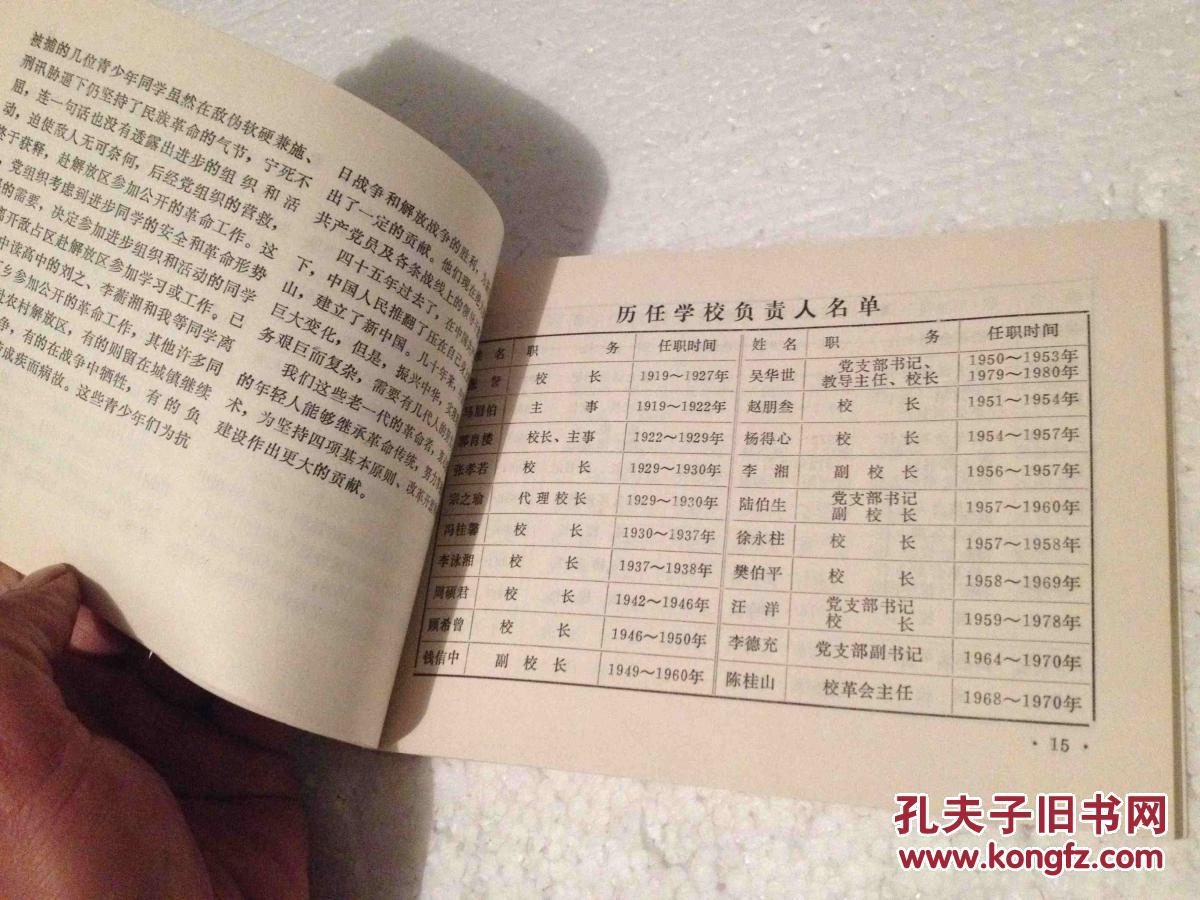 被捕的几位青少年同学虽然在敌伪软硬兼施、
刑讯胁逼下仍坚持了民族革命的气节，宁死不
屈，连一句话也没有透露出进步的组织和活
动，迫使敌人无可奈何，后经党组织的营救，
终于获释，赴解放区参加公开的革命工作。这
，党组织考虑到进步同学的安全和革命形势
的需要，决定参加进步组织和活动的同学
离开敌占区赴解放区参加学习或工作。已
中读高中的刘之、李蓊湘和我等同学离
乡参加公开的革命工作，其他许多同
赴农村解放区，有的则留在城镇继续
争，有的在战争中牺牲，有的负
成疾而病故。这些青少年们为抗
日战争和解放战争的胜利，
出了一定的贡献。他们现在
共产党员及各条战线上的
四十五年过去了，在中国
下，中国人民推翻了压在自己
山，建立了新中国。几十年来，
巨大变化，但是，振兴中华，
务艰巨而复杂，需要有几代人的
我们这些老一代的革命者，
的年轻人能够继承革命传统，努力
术，为坚持四项基本原则、改革开
建设作出更大的贡献。
历任学校负责人名单
名 职 务 任职时间 姓 名 职 务 任职时间
詧 校 长 1919～1927年 吴华世 党支部书记、教导主任、校长 1950～1953年 1979～1980年
伯 主 事 1919～1922年 赵朋叁 校 长 1951～1954年
校长、主事 1922～1929年 杨得心 校 长 1954～1957年
张孝若 校 长 1929～1930年 李 湘 副 校 长 1956～1957年
宗之瑜 代理校长 1929～1930年 陆伯生 党支部书记 副 校 长 1957～1960年
冯桂馨 校 长 1930～1937年 徐永柱 校 长 1957～1958年
李泳湘 校 长 1937～1938年 樊伯平 校 长 1958～1969年
周硕君 校 长 1942～1946年 汪 洋 党支部书记 校 长 1959～1978年
顾希曾 校 长 1946～1950年 李德充 党支部副书记 1964～1970年
钱信中 副 校 长 1949～1960年 陈桂山 校革会主任 1968～1970年
· 15 ·
孔夫子旧书网
www.kongfz.com